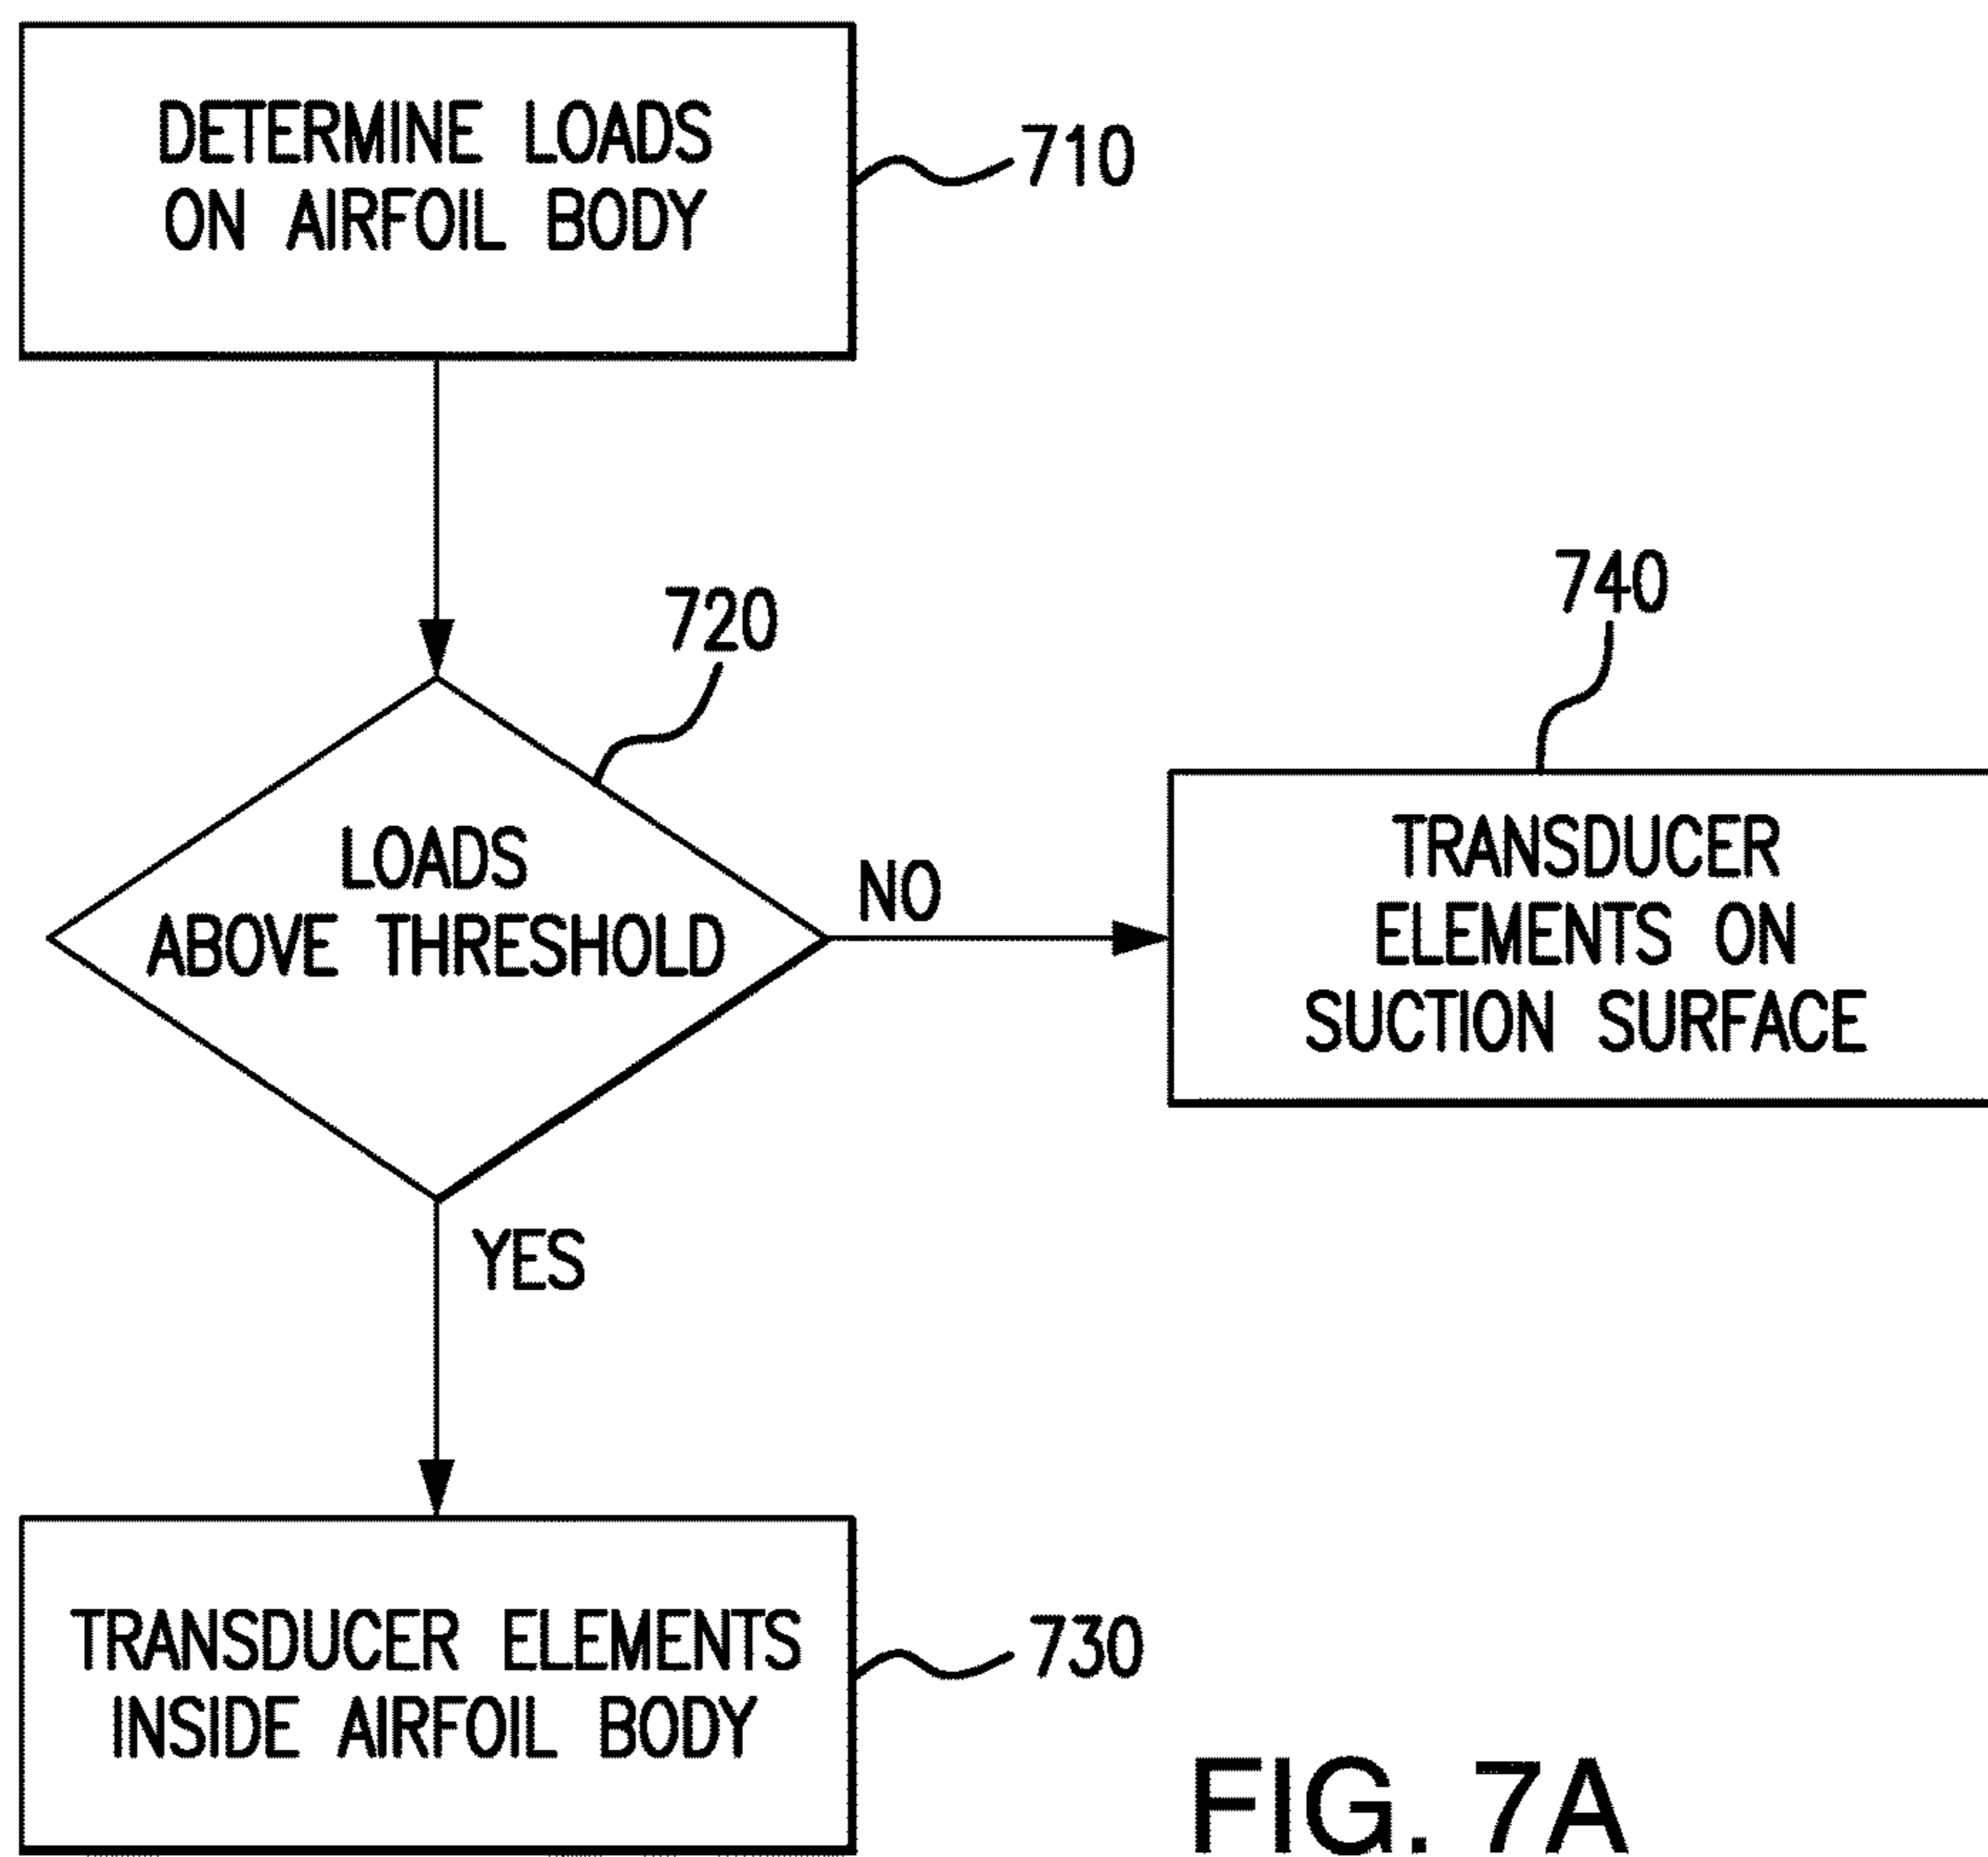 DETERMINE LOADS
ON AIRFOIL BODY
710
720
LOADS
ABOVE THRESHOLD
NO
740
TRANSDUCER
ELEMENTS ON
SUCTION SURFACE
YES
TRANSDUCER ELEMENTS
INSIDE AIRFOIL BODY
730
FIG. 7A